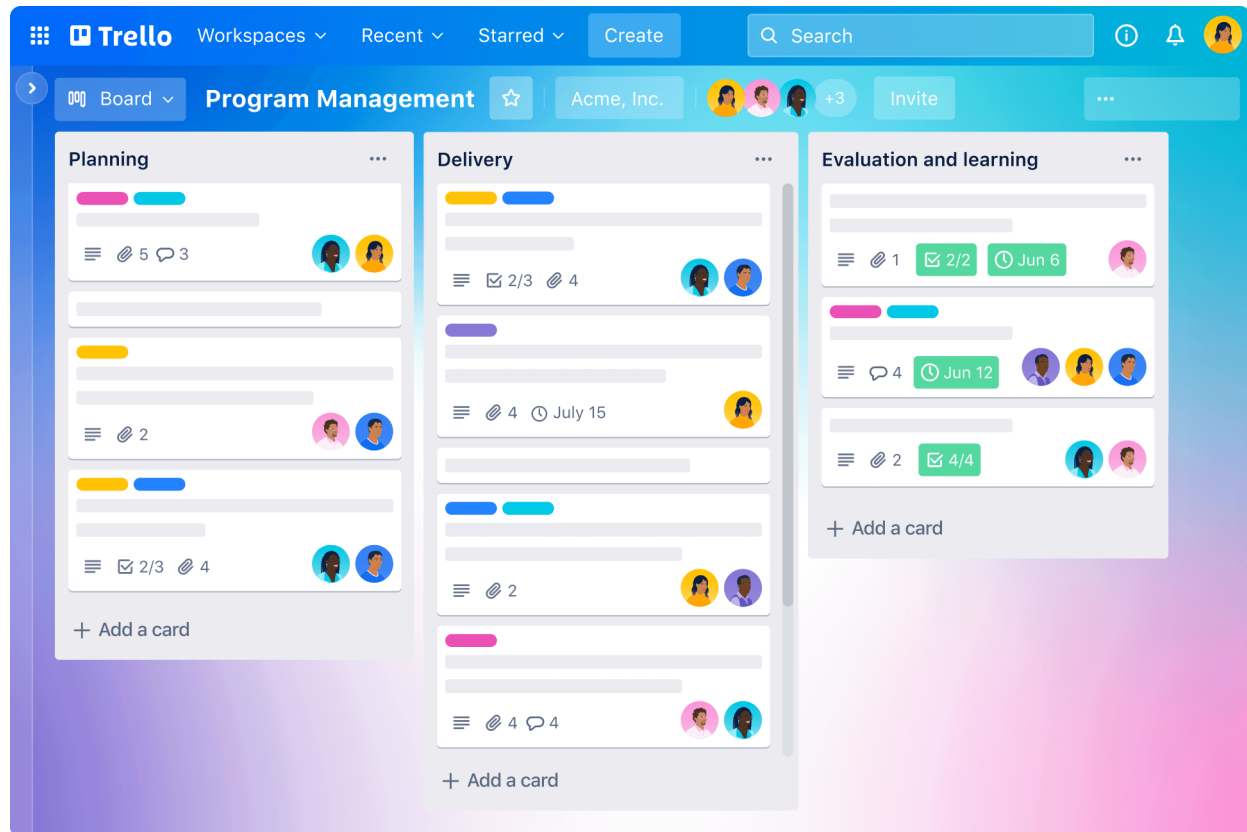 Trello Workspaces Recent Starred Create Search
Board Program Management Acme, Inc. +3 Invite
Planning
5 3
2
2/3 4
+ Add a card
Delivery
2/3 4
4 July 15
2
4 4
+ Add a card
Evaluation and learning
1 2/2 Jun 6
4 Jun 12
2 4/4
+ Add a card